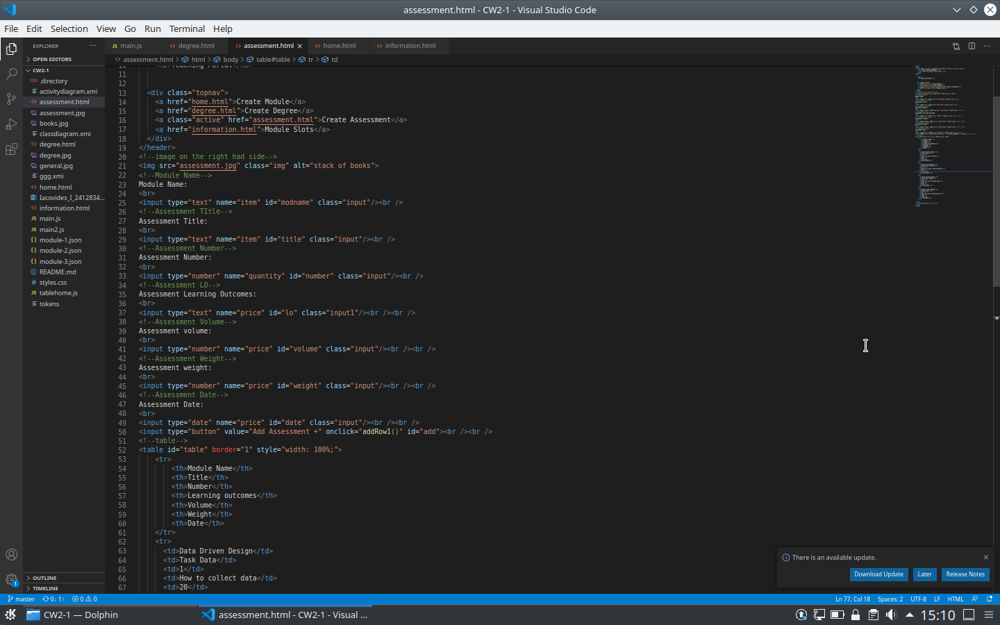 assessment.html - CW2-1 - Visual Studio Code
File Edit Selection View Go Run Terminal Help
EXPLORER ···
main.js degree.html assessment.html home.html information.html
OPEN EDITORS
assessment.html > html > body > table#table > tr > td
CW2-1
.directory
activitydiagram.xmi
assessment.html
assessment.jpg
books.jpg
classdiagram.xmi
degree.html
degree.jpg
general.jpg
ggg.xmi
home.html
Iacovides_I_2412834...
information.html
main.js
main2.js
module-1.json
module-2.json
module-3.json
README.md
styles.css
tablehome.js
tokens
OUTLINE
TIMELINE
10 <h2>Teaching Portal</h2>
11
12
13 <div class="topnav">
14 <a href="home.html">Create Module</a>
15 <a href="degree.html">Create Degree</a>
16 <a class="active" href="assessment.html">Create Assessment</a>
17 <a href="information.html">Module Slots</a>
18 </div>
19 </header>
20 <!--image on the right had side-->
21 <img src="assessment.jpg" class="img" alt="stack of books">
22 <!--Module Name-->
23 Module Name:
24 <br>
25 <input type="text" name="item" id="modname" class="input"/><br />
26 <!--Assessment TItle-->
27 Assessment Title:
28 <br>
29 <input type="text" name="item" id="title" class="input"/><br />
30 <!--Assessment Number-->
31 Assessment Number:
32 <br>
33 <input type="number" name="quantity" id="number" class="input"/><br />
34 <!--Assessment LO-->
35 Assessment Learning Outcomes:
36 <br>
37 <input type="text" name="price" id="lo" class="input1"/><br /><br />
38 <!--Assessment Volume-->
39 Assessment volume:
40 <br>
41 <input type="number" name="price" id="volume" class="input"/><br /><br />
42 <!--Assessment Weight-->
43 Assessment weight:
44 <br>
45 <input type="number" name="price" id="weight" class="input"/><br /><br />
46 <!--Assessment Date-->
47 Assessment Date:
48 <br>
49 <input type="date" name="price" id="date" class="input"/><br /><br />
50 <input type="button" value="Add Assessment +" onclick="addRow1()" id="add"><br /><br />
51 <!--table-->
52 <table id="table" border="1" style="width: 100%;">
53 <tr>
54 <th>Module Name</th>
55 <th>Title</th>
56 <th>Number</th>
57 <th>Learning outcomes</th>
58 <th>Volume</th>
59 <th>Weight</th>
60 <th>Date</th>
61 </tr>
62 <tr>
63 <td>Data Driven Design</td>
64 <td>Task Data</td>
65 <td>1</td>
66 <td>How to collect data</td>
67 <td>20</td>
There is an available update.
Download Update Later Release Notes
1
master 0↓ 1↑ 0 0 Ln 77, Col 18 Spaces: 2 UTF-8 LF HTML
CW2-1 — Dolphin assessment.html - CW2-1 - Visual ... 15:10